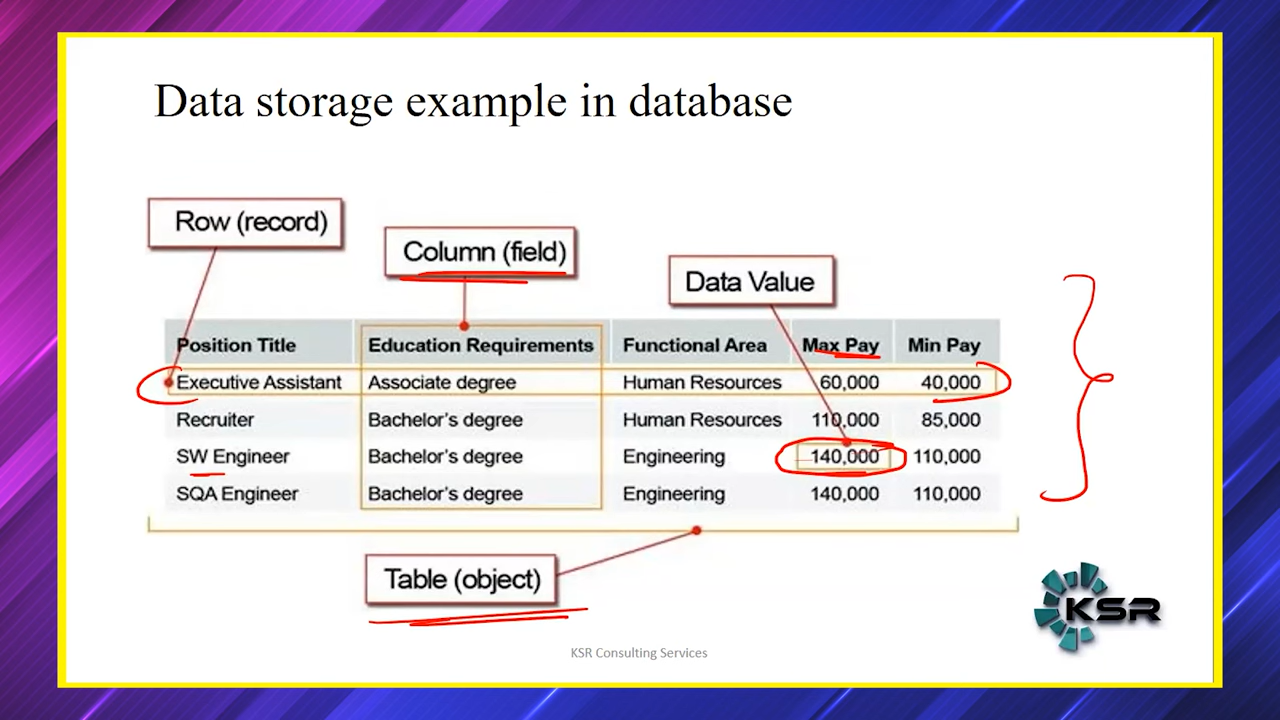 Data storage example in database
Row (record)
Column (field)
Data Value
Position Title Education Requirements Functional Area Max Pay Min Pay
Executive Assistant Associate degree Human Resources 60,000 40,000
Recruiter Bachelor's degree Human Resources 110,000 85,000
SW Engineer Bachelor's degree Engineering 140,000 110,000
SQA Engineer Bachelor's degree Engineering 140,000 110,000
Table (object)
KSR
KSR Consulting Services